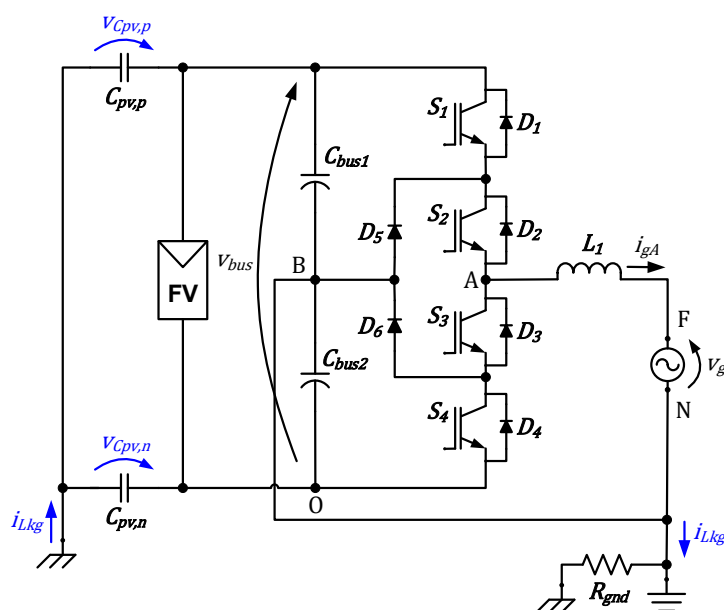 vCpv,p
Cpv,p
S1
D1
Cbus1
S2
D2
D5
L1
igA
vbus
B
A
FV
F
S3
D3
D6
vg
Cbus2
N
S4
D4
vCpv,n
O
Cpv,n
iLkg
iLkg
Rgnd